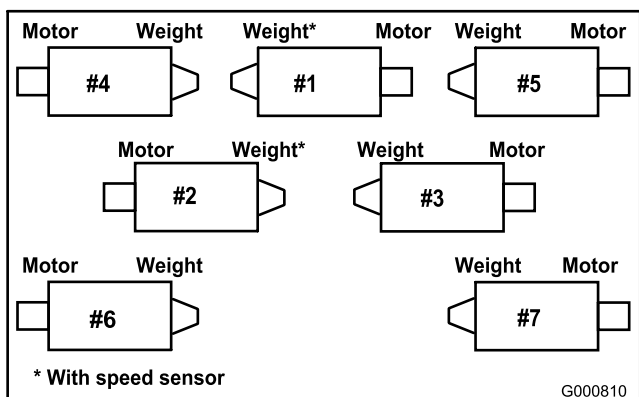 Motor Weight Weight* Motor Weight Motor
#4 #1 #5
Motor Weight* Weight Motor
#2 #3
Motor Weight Weight Motor
#6 #7
* With speed sensor
G000810